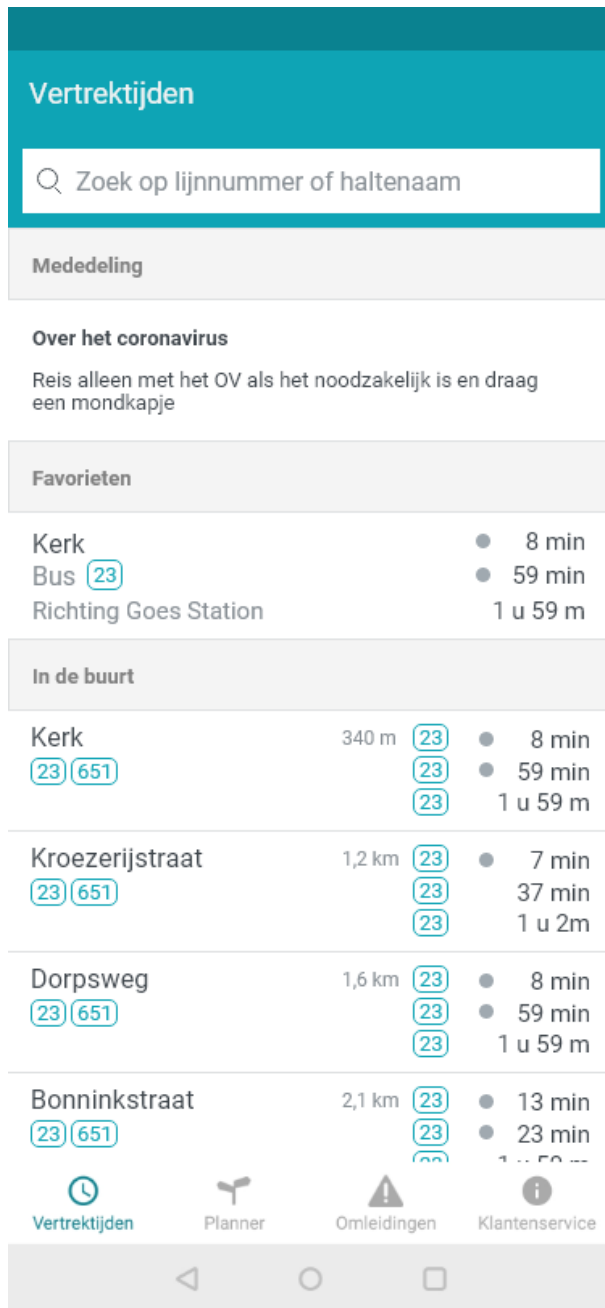 Vertrektijden
Zoek op lijnnummer of haltenaam
Mededeling
Over het coronavirus
Reis alleen met het OV als het noodzakelijk is en draag
een mondkapje
Favorieten
Kerk 8 min
Bus 23 59 min
Richting Goes Station 1 u 59 m
In de buurt
Kerk 340 m 23 8 min
23 651 23 59 min
23 1 u 59 m
Kroezerijstraat 1,2 km 23 7 min
23 651 23 37 min
23 1 u 2m
Dorpsweg 1,6 km 23 8 min
23 651 23 59 min
23 1 u 59 m
Bonninkstraat 2,1 km 23 13 min
23 651 23 23 min
Vertrektijden Planner Omleidingen Klantenservice